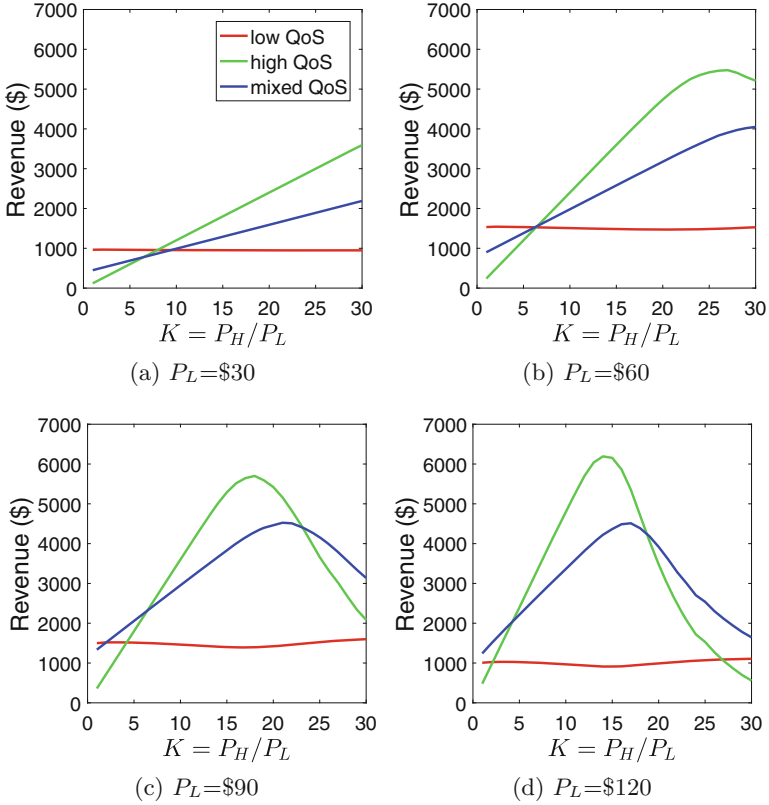 7000
6000
5000
4000
3000
2000
1000
0
Revenue ($)
low QoS
high QoS
mixed QoS
0 5 10 15 20 25 30
K = P_H/P_L
(a) P_L=$30
7000
6000
5000
4000
3000
2000
1000
0
Revenue ($)
0 5 10 15 20 25 30
K = P_H/P_L
(b) P_L=$60
7000
6000
5000
4000
3000
2000
1000
0
Revenue ($)
0 5 10 15 20 25 30
K = P_H/P_L
(c) P_L=$90
7000
6000
5000
4000
3000
2000
1000
0
Revenue ($)
0 5 10 15 20 25 30
K = P_H/P_L
(d) P_L=$120